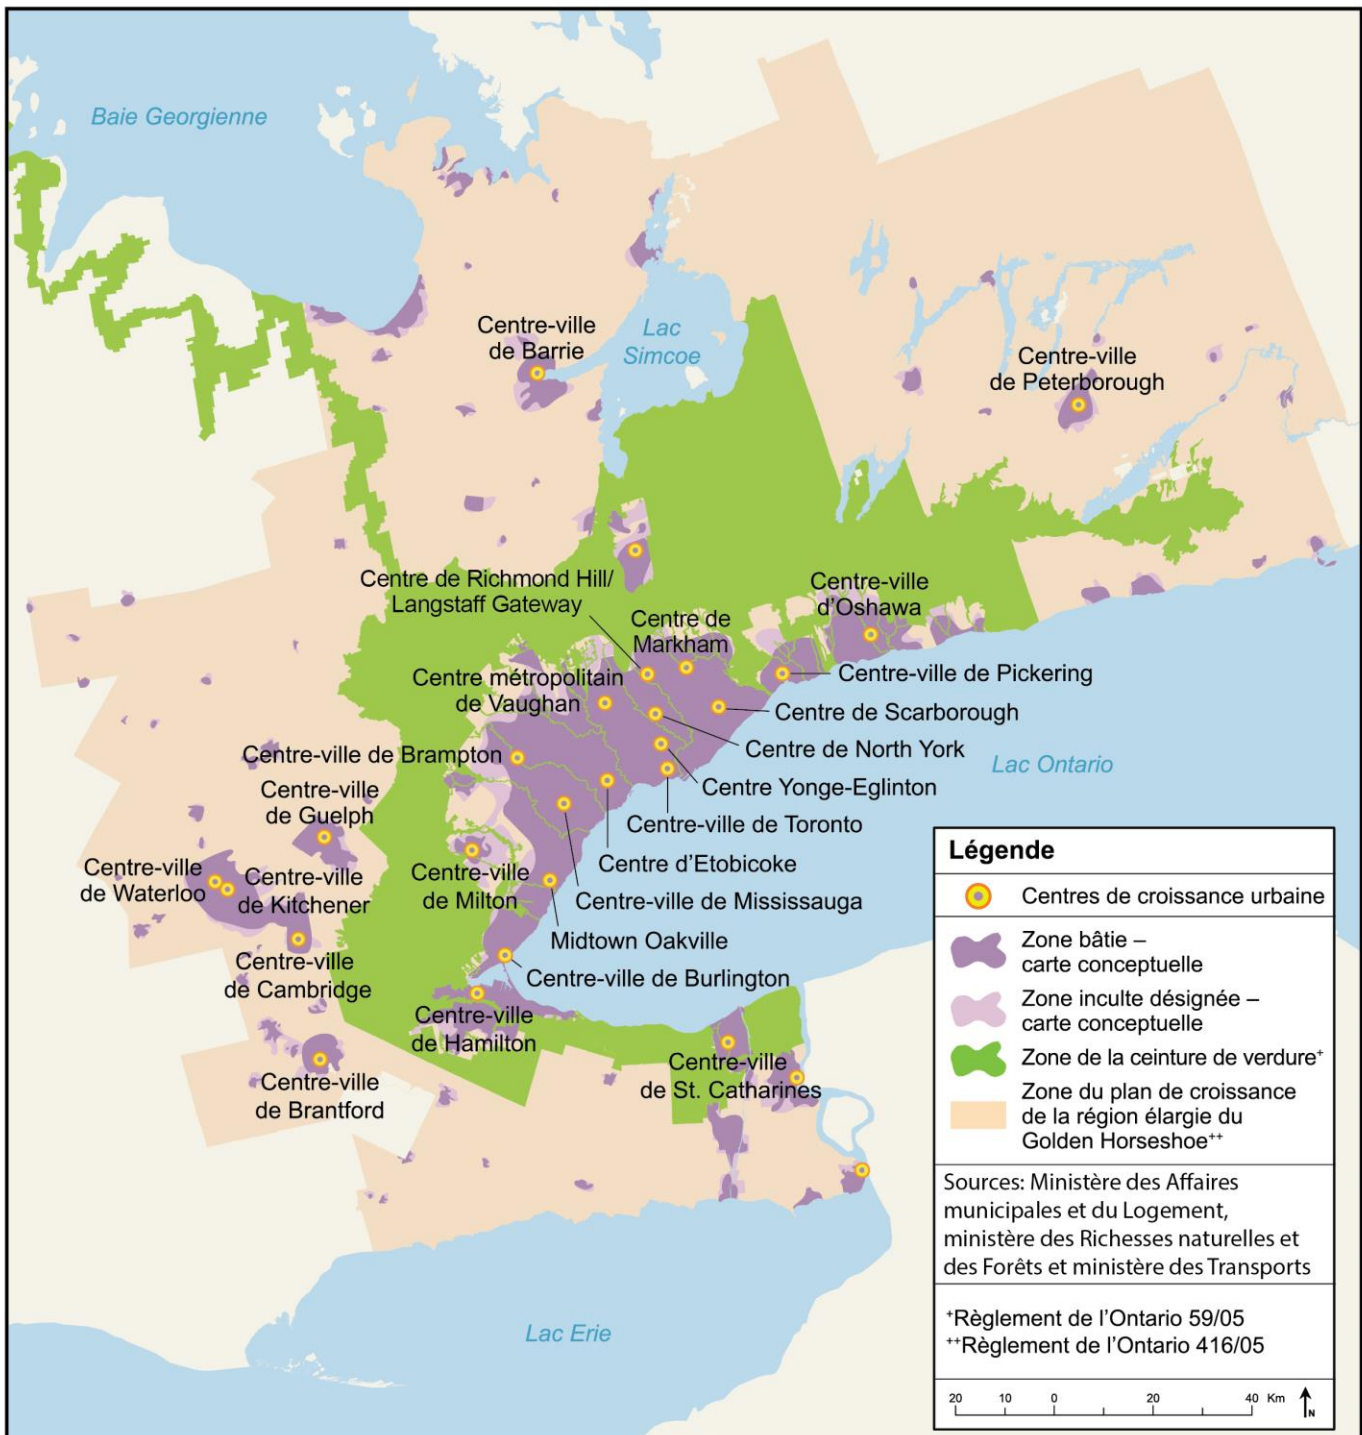 Baie Georgienne
Centre-ville
de Barrie
Lac
Simcoe
Centre-ville
de Peterborough
Centre de Richmond Hill/
Langstaff Gateway
Centre-ville
d'Oshawa
Centre de
Markham
Centre métropolitain
de Vaughan
Centre-ville de Pickering
Centre de Scarborough
Centre de North York
Lac Ontario
Centre-ville de Brampton
Centre Yonge-Eglinton
Centre-ville
de Guelph
Centre-ville de Toronto
Centre d'Etobicoke
Centre-ville
de Waterloo
Centre-ville
de Kitchener
Centre-ville
de Milton
Centre-ville de Mississauga
Midtown Oakville
Centre-ville
de Cambridge
Centre-ville de Burlington
Centre-ville
de Hamilton
Centre-ville
de Brantford
Centre-ville
de St. Catharines
Lac Erie
Légende
Centres de croissance urbaine
Zone bâtie –
carte conceptuelle
Zone inculte désignée –
carte conceptuelle
Zone de la ceinture de verdure+
Zone du plan de croissance
de la région élargie du
Golden Horseshoe++
Sources: Ministère des Affaires
municipales et du Logement,
ministère des Richesses naturelles et
des Forêts et ministère des Transports
+Règlement de l'Ontario 59/05
++Règlement de l'Ontario 416/05
20 10 0 20 40 Km
N